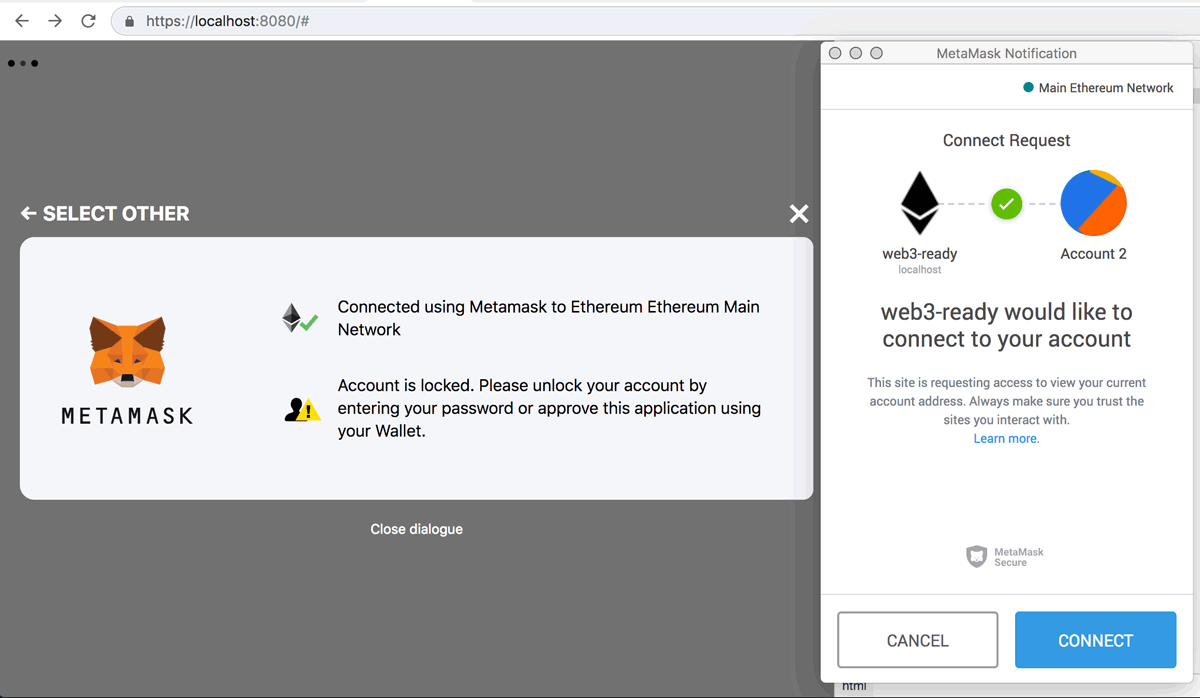 https://localhost:8080/#
SELECT OTHER
METAMASK
Connected using Metamask to Ethereum Ethereum Main
Network
Account is locked. Please unlock your account by
entering your password or approve this application using
your Wallet.
Close dialogue
MetaMask Notification
Main Ethereum Network
Connect Request
web3-ready
localhost
Account 2
web3-ready would like to
connect to your account
This site is requesting access to view your current
account address. Always make sure you trust the
sites you interact with.
Learn more.
MetaMask
Secure
CANCEL
CONNECT
html